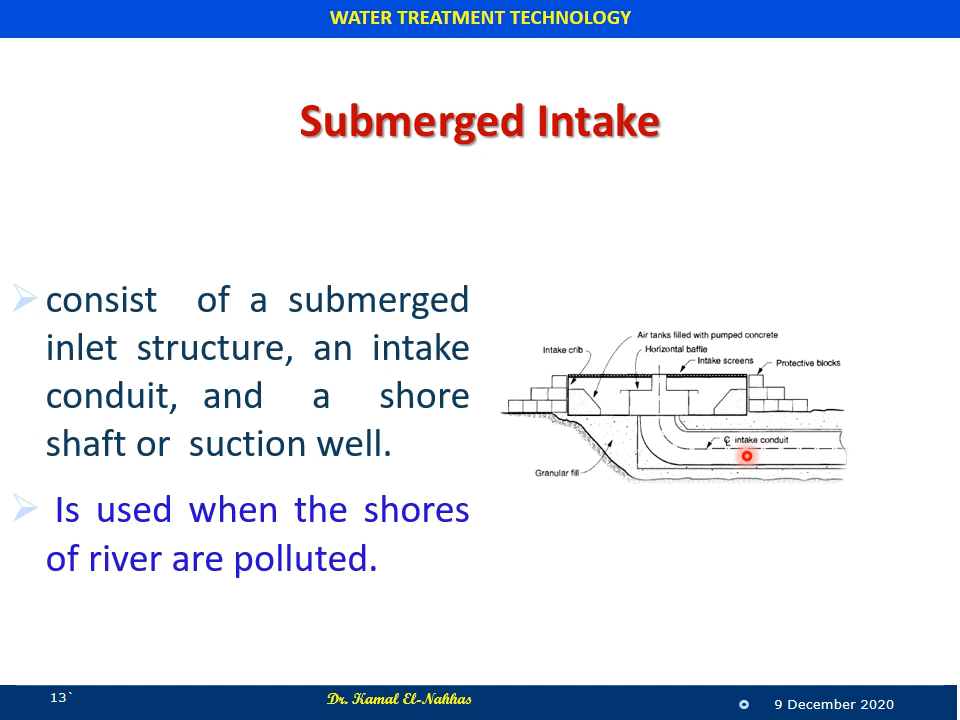 WATER TREATMENT TECHNOLOGY
Submerged Intake
consist of a submerged
inlet structure, an intake
conduit, and a shore
shaft or suction well.
Is used when the shores
of river are polluted.
Air tanks filled with pumped concrete
Intake crib
Horizontal baffle
Intake screens
Protective blocks
℄ intake conduit
Granular fill
13`
Dr. Kamal El-Nahhas
9 December 2020